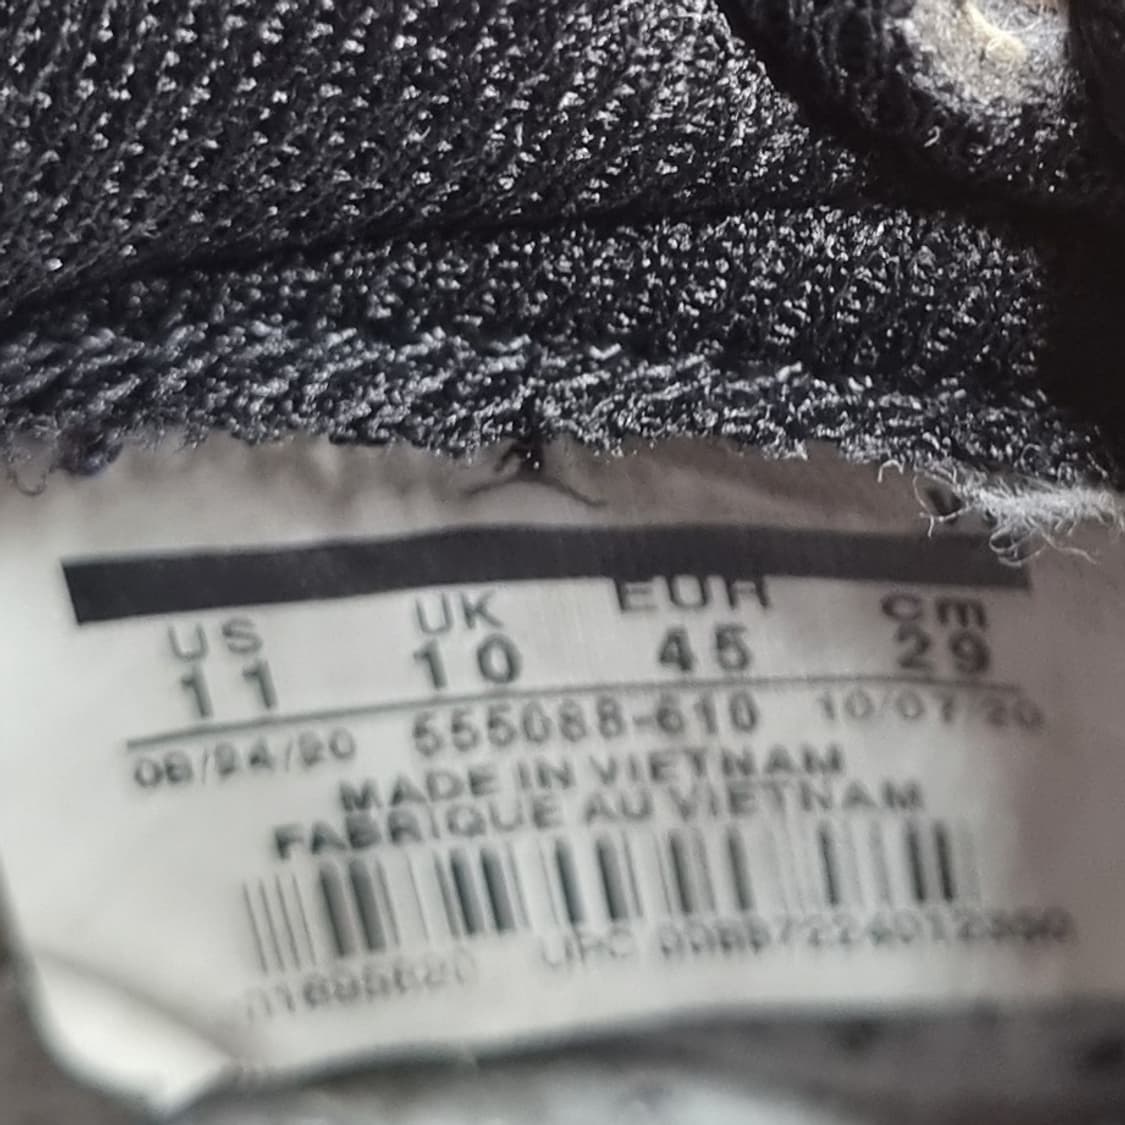 US UK EUR cm
11 10 45 29
08/24/20 555088-610 10/07/20
MADE IN VIETNAM
FABRIQUE AU VIETNAM
UPC